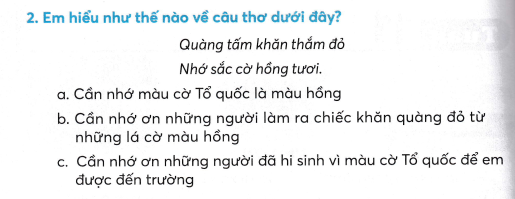 2. Em hiểu như thế nào về câu thơ dưới đây?
Quàng tấm khăn thắm đỏ
Nhớ sắc cờ hồng tươi.
a. Cần nhớ màu cờ Tổ quốc là màu hồng
b. Cần nhớ ơn những người làm ra chiếc khăn quàng đỏ từ
những lá cờ màu hồng
c. Cần nhớ ơn những người đã hi sinh vì màu cờ Tổ quốc để em
được đến trường